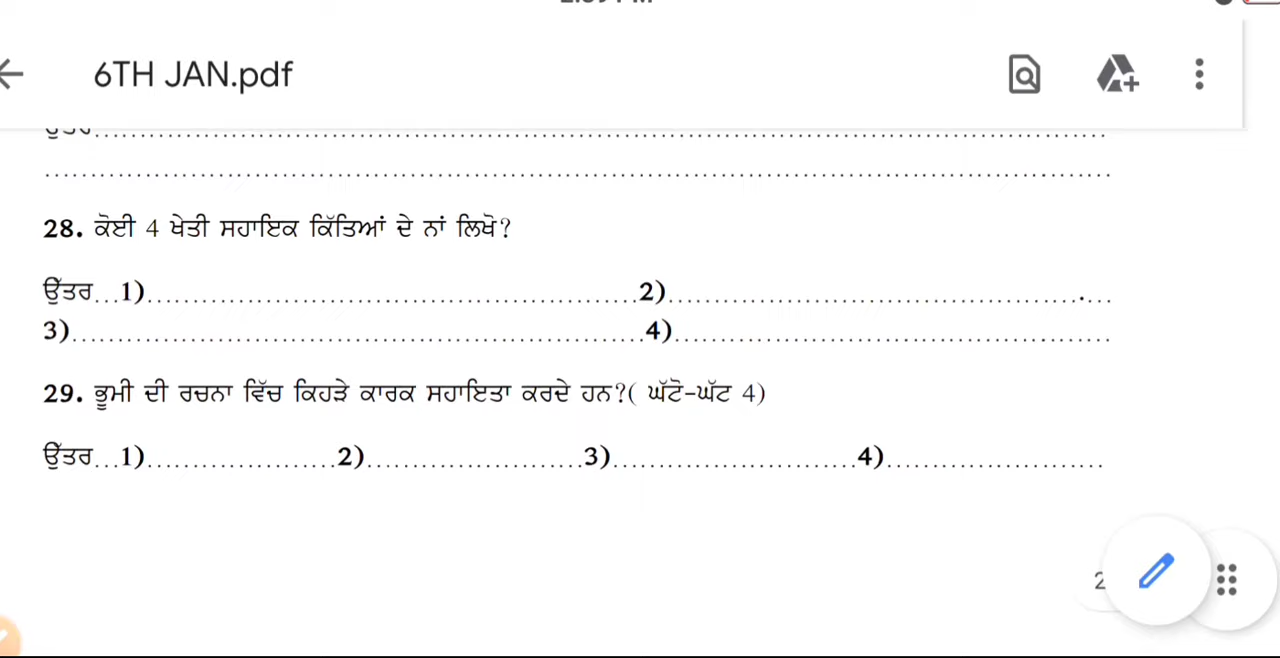 6TH JAN.pdf
...........................................................................................................
....................................................................................................................
28. ਕੋਈ 4 ਖੇਤੀ ਸਹਾਇਕ ਕਿੱਤਿਆਂ ਦੇ ਨਾਂ ਲਿਖੋ?
ਉੱਤਰ...1).....................................................2)................................................
3)..............................................................4)...............................................
29. ਭੂਮੀ ਦੀ ਰਚਨਾ ਵਿੱਚ ਕਿਹੜੇ ਕਾਰਕ ਸਹਾਇਤਾ ਕਰਦੇ ਹਨ?( ਘੱਟੋ-ਘੱਟ 4)
ਉੱਤਰ...1).....................2)........................3)...........................4)........................
2